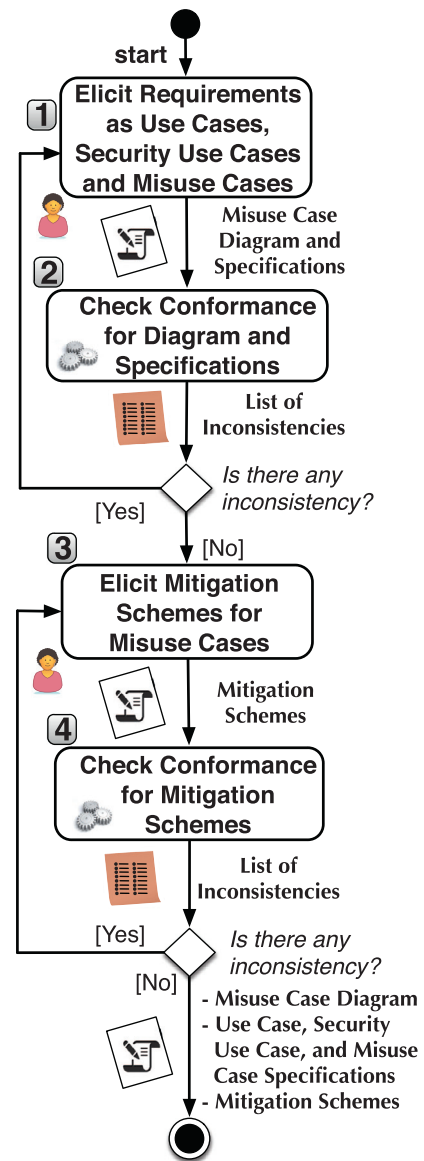 start
1
Elicit Requirements
as Use Cases,
Security Use Cases
and Misuse Cases
Misuse Case
Diagram and
Specifications
2
Check Conformance
for Diagram and
Specifications
List of
Inconsistencies
Is there any
inconsistency?
[Yes]
[No]
3
Elicit Mitigation
Schemes for
Misuse Cases
Mitigation
Schemes
4
Check Conformance
for Mitigation
Schemes
List of
Inconsistencies
[Yes]
Is there any
inconsistency?
[No]
- Misuse Case Diagram
- Use Case, Security
Use Case, and Misuse
Case Specifications
- Mitigation Schemes